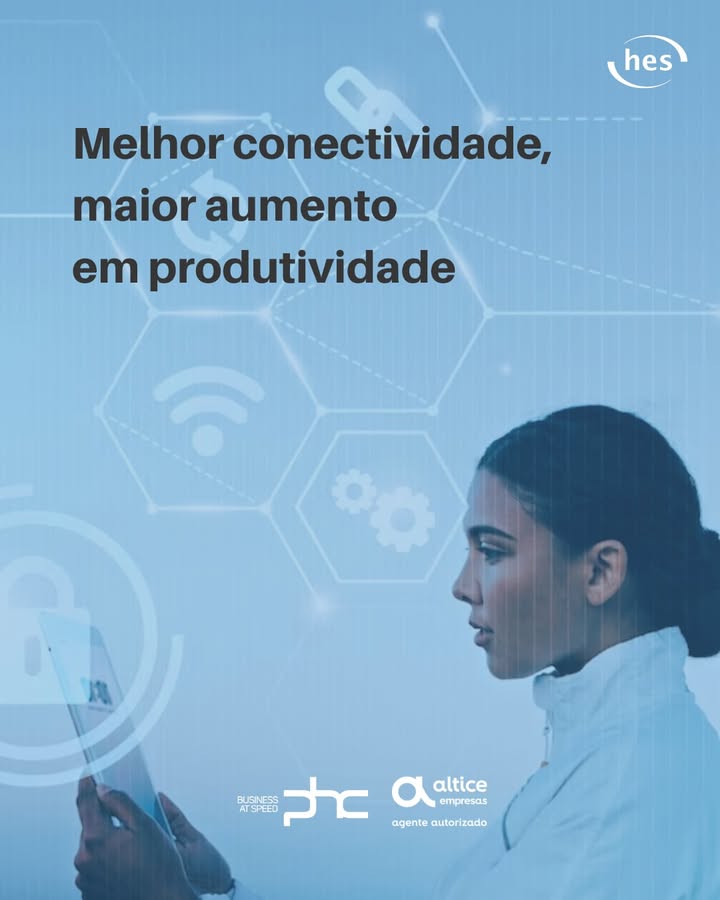 hes
Melhor conectividade,
maior aumento
em produtividade
BUSINESS
AT SPEED
phc
altice
empresas
agente autorizado